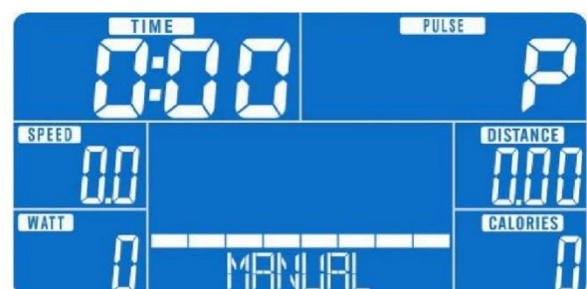 TIME PULSE
0:00 P
SPEED DISTANCE
0.0 0.00
WATT CALORIES
0 MANUAL 0